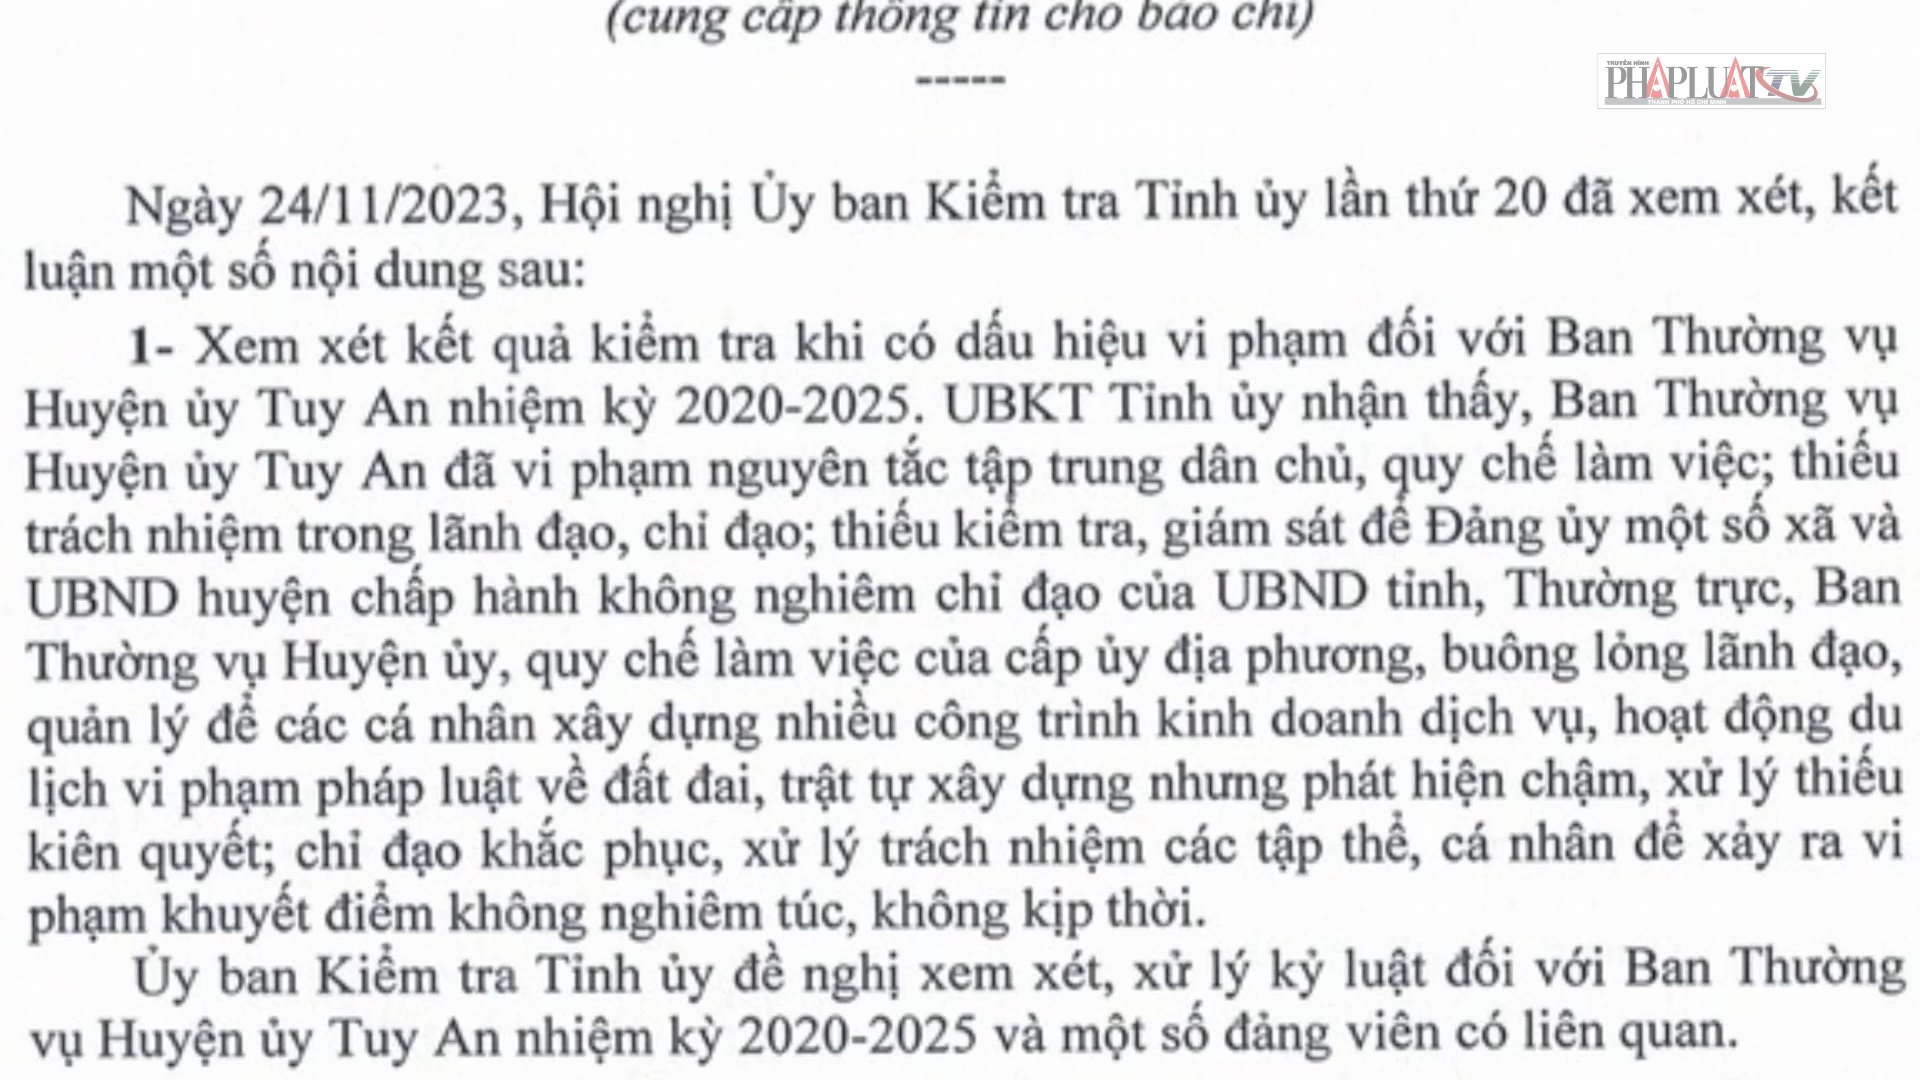 (cung cấp thông tin cho báo chí)
-----
TRUYỀN HÌNH
PHÁPLUẬTTV
THÀNH PHỐ HỒ CHÍ MINH
Ngày 24/11/2023, Hội nghị Ủy ban Kiểm tra Tỉnh ủy lần thứ 20 đã xem xét, kết
luận một số nội dung sau:
1- Xem xét kết quả kiểm tra khi có dấu hiệu vi phạm đối với Ban Thường vụ
Huyện ủy Tuy An nhiệm kỳ 2020-2025. UBKT Tỉnh ủy nhận thấy, Ban Thường vụ
Huyện ủy Tuy An đã vi phạm nguyên tắc tập trung dân chủ, quy chế làm việc; thiếu
trách nhiệm trong lãnh đạo, chỉ đạo; thiếu kiểm tra, giám sát để Đảng ủy một số xã và
UBND huyện chấp hành không nghiêm chỉ đạo của UBND tỉnh, Thường trực, Ban
Thường vụ Huyện ủy, quy chế làm việc của cấp ủy địa phương, buông lỏng lãnh đạo,
quản lý để các cá nhân xây dựng nhiều công trình kinh doanh dịch vụ, hoạt động du
lịch vi phạm pháp luật về đất đai, trật tự xây dựng nhưng phát hiện chậm, xử lý thiếu
kiên quyết; chỉ đạo khắc phục, xử lý trách nhiệm các tập thể, cá nhân để xảy ra vi
phạm khuyết điểm không nghiêm túc, không kịp thời.
Ủy ban Kiểm tra Tỉnh ủy đề nghị xem xét, xử lý kỷ luật đối với Ban Thường
vụ Huyện ủy Tuy An nhiệm kỳ 2020-2025 và một số đảng viên có liên quan.